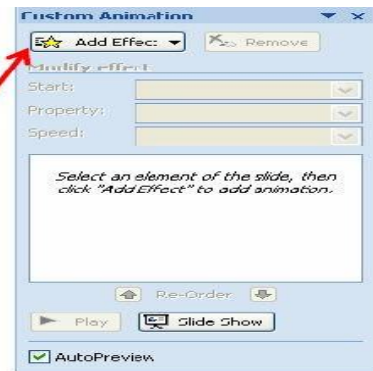 Custom Animation
Add Effect Remove
Modify effect
Start:
Property:
Speed:
Select an element of the slide, then
click "Add Effect" to add animation.
Re-Order
Play Slide Show
AutoPreview